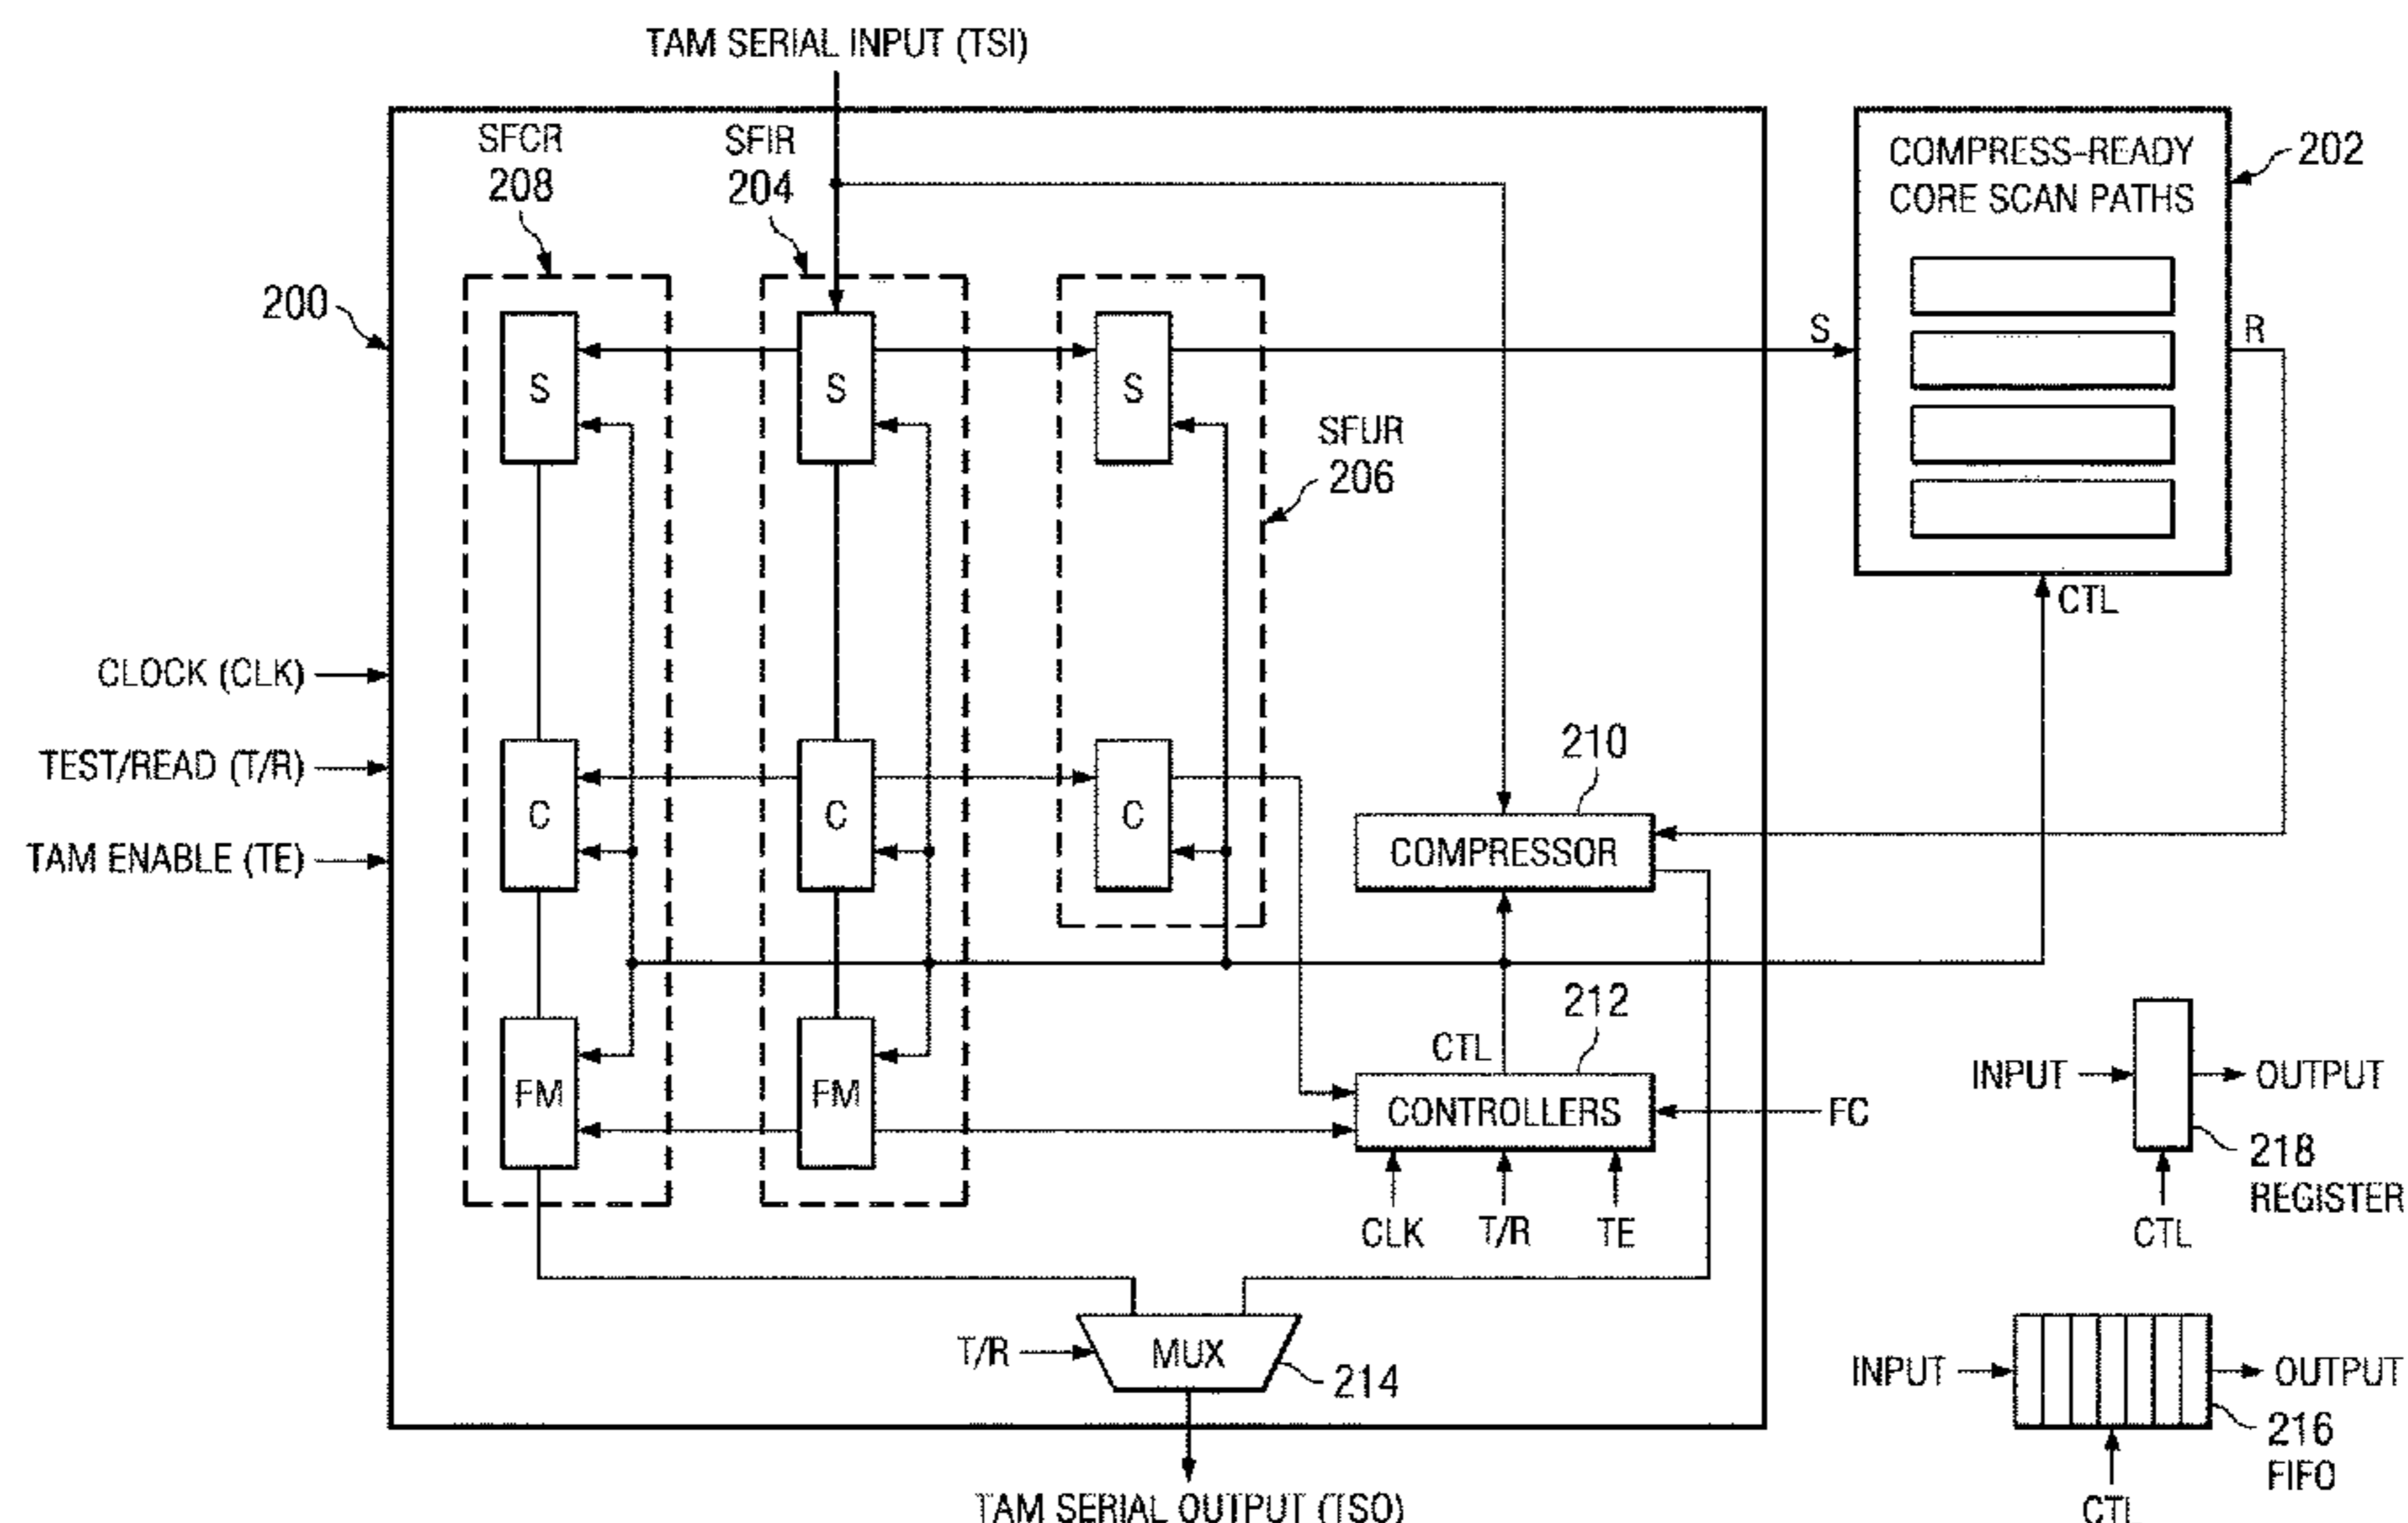 TAM SERIAL INPUT (TSI)
SFCR
208
SFIR
204
COMPRESS-READY
CORE SCAN PATHS
202
200
S
S
S
S
R
SFUR
206
CTL
CLOCK (CLK)
TEST/READ (T/R)
TAM ENABLE (TE)
C
C
C
210
COMPRESSOR
212
CTL
FM
FM
CONTROLLERS
FC
CLK
T/R
TE
INPUT
OUTPUT
218
REGISTER
CTL
T/R
MUX
214
INPUT
OUTPUT
216
FIFO
CTL
TAM SERIAL OUTPUT (TSO)